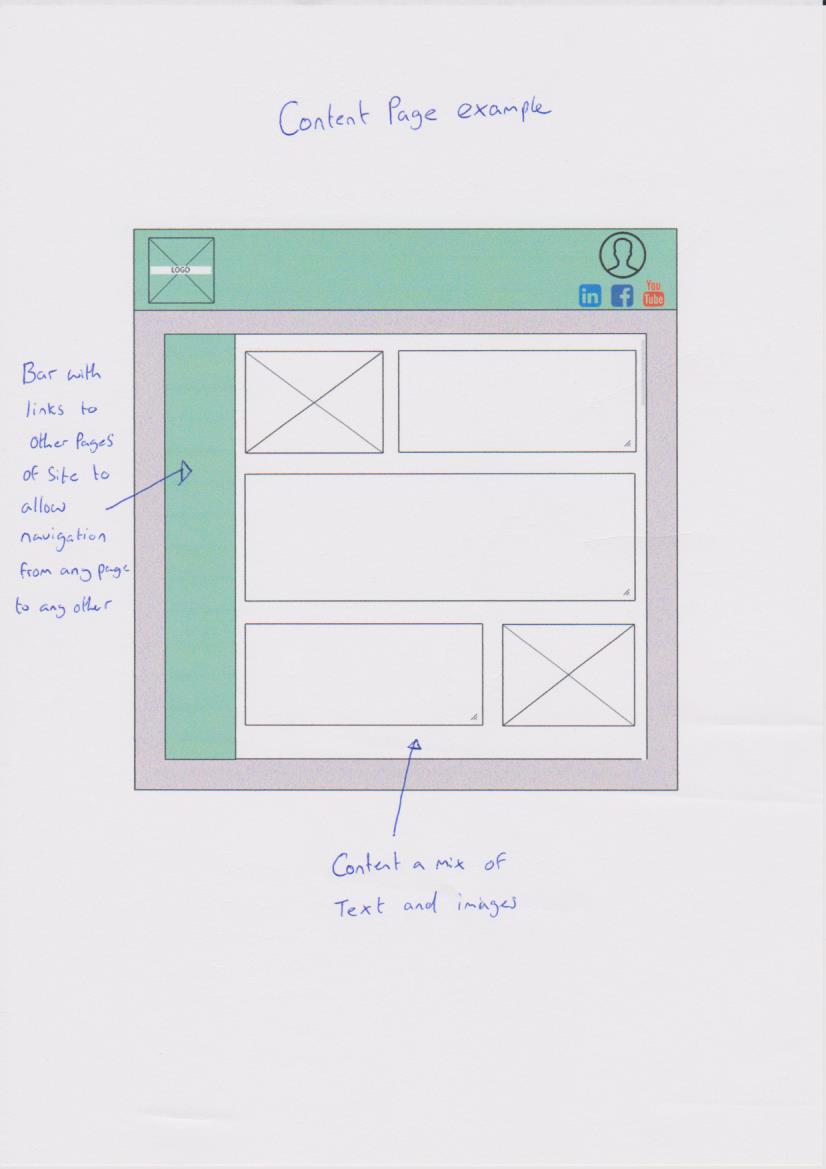 Content Page example
LOGO
in f You
Tube
Bar with
links to
other Pages
of Site to
allow
navigation
from any page
to any other
Content a mix of
Text and images